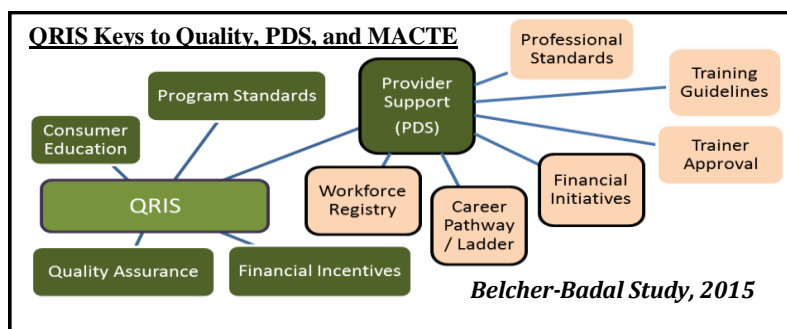 QRIS Keys to Quality, PDS, and MACTE
Professional
Standards
Program Standards
Provider
Support
(PDS)
Training
Guidelines
Consumer
Education
Trainer
Approval
QRIS
Workforce
Registry
Career
Pathway
/ Ladder
Financial
Initiatives
Quality Assurance
Financial Incentives
Belcher-Badal Study, 2015